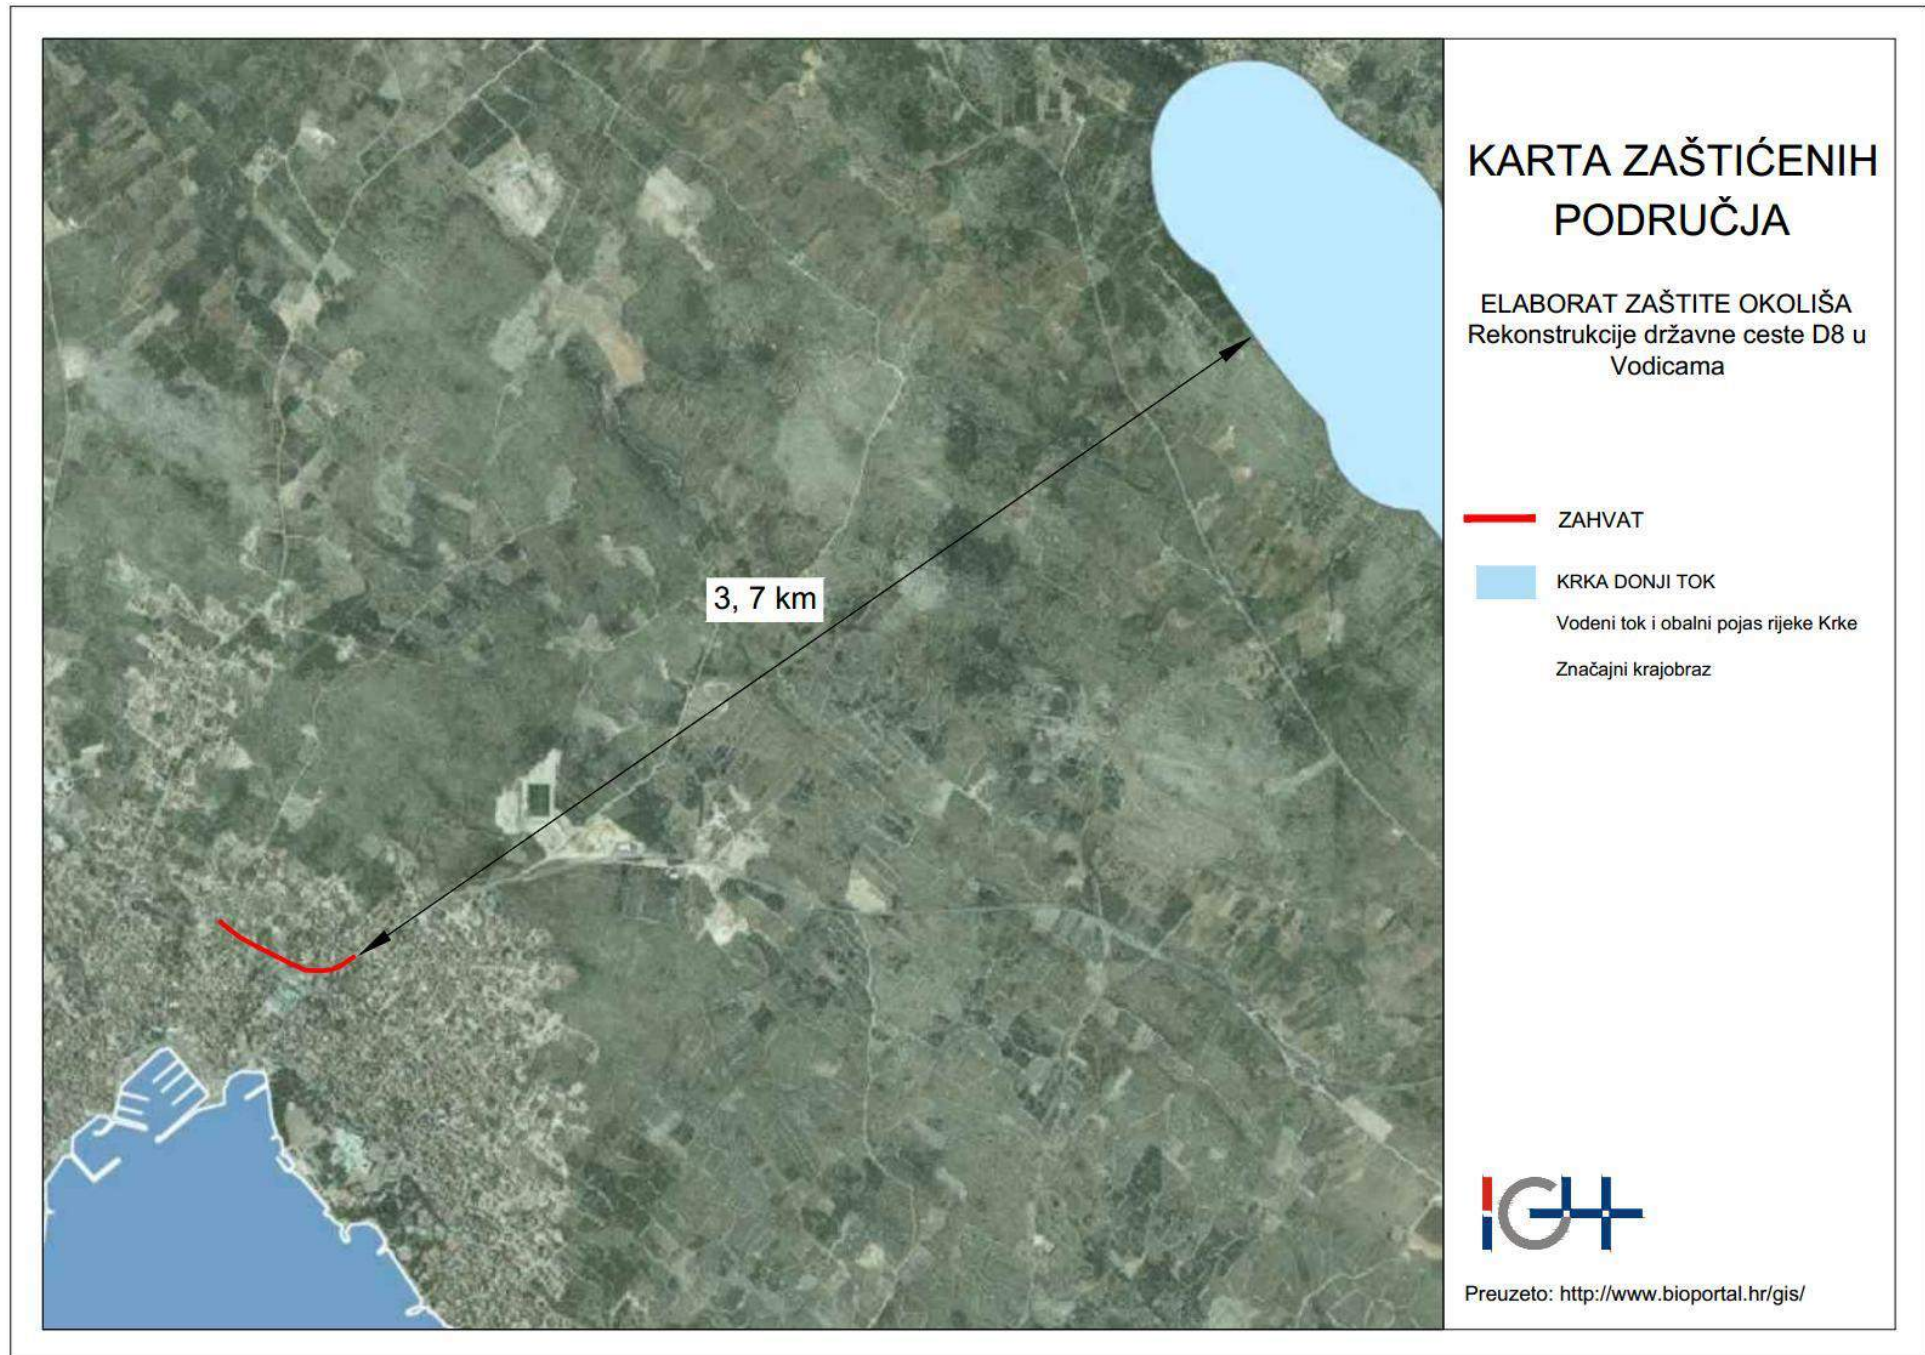 KARTA ZAŠTIĆENIH
PODRUČJA
ELABORAT ZAŠTITE OKOLIŠA
Rekonstrukcije državne ceste D8 u
Vodicama
3, 7 km
ZAHVAT
KRKA DONJI TOK
Vodeni tok i obalni pojas rijeke Krke
Značajni krajobraz
IGH
Preuzeto: http://www.bioportal.hr/gis/